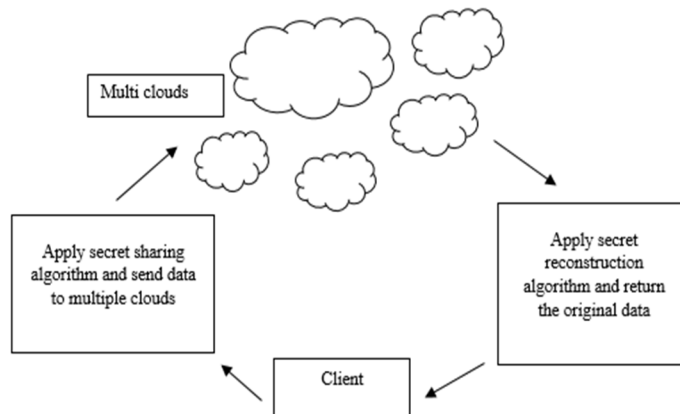 Multi clouds
Apply secret sharing
algorithm and send data
to multiple clouds
Apply secret
reconstruction
algorithm and return
the original data
Client